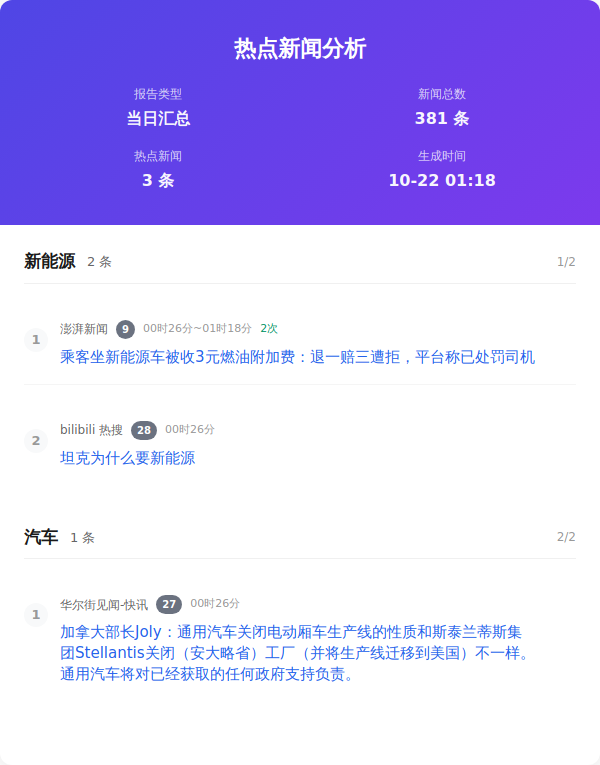 热点新闻分析
报告类型
当日汇总
新闻总数
381 条
热点新闻
3 条
生成时间
10-22 01:18
新能源 2 条 1/2
1
澎湃新闻 9 00时26分~01时18分 2次
乘客坐新能源车被收3元燃油附加费：退一赔三遭拒，平台称已处罚司机
2
bilibili 热搜 28 00时26分
坦克为什么要新能源
汽车 1 条 2/2
1
华尔街见闻-快讯 27 00时26分
加拿大部长Joly：通用汽车关闭电动厢车生产线的性质和斯泰兰蒂斯集
团Stellantis关闭（安大略省）工厂（并将生产线迁移到美国）不一样。
通用汽车将对已经获取的任何政府支持负责。